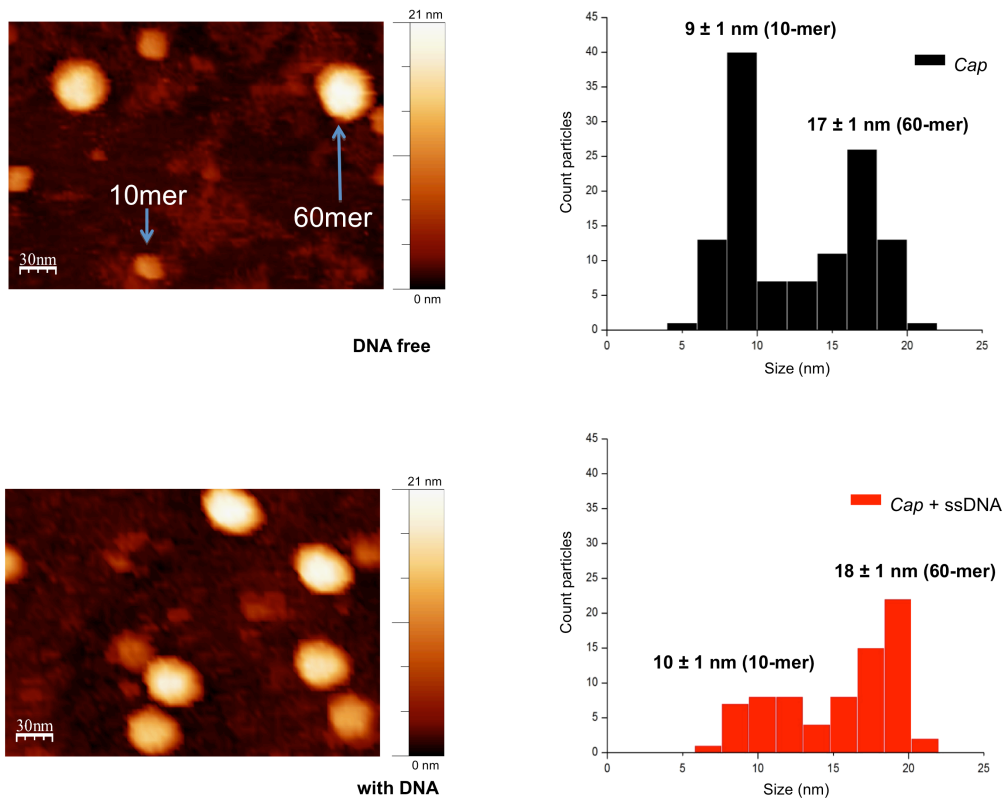 21 nm
10mer
60mer
30nm
0 nm
DNA free
45
40
35
30
25
20
15
10
5
0
Count particles
9 ± 1 nm (10-mer)
Cap
17 ± 1 nm (60-mer)
0 5 10 15 20 25
Size (nm)
21 nm
30nm
0 nm
with DNA
45
40
35
30
25
20
15
10
5
0
Count particles
Cap + ssDNA
18 ± 1 nm (60-mer)
10 ± 1 nm (10-mer)
0 5 10 15 20 25
Size (nm)